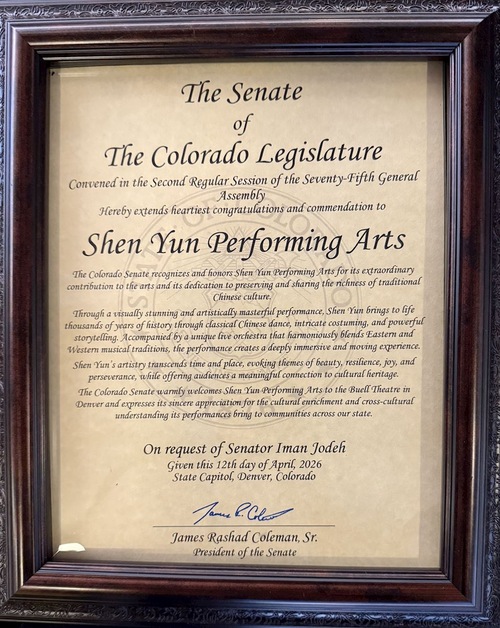 The Senate
of
The Colorado Legislature
Convened in the Second Regular Session of the Seventy-Fifth General
Assembly
Hereby extends heartiest congratulations and commendation to
Shen Yun Performing Arts
The Colorado Senate recognizes and honors Shen Yun Performing Arts for its extraordinary
contribution to the arts and its dedication to preserving and sharing the richness of traditional
Chinese culture.
Through a visually stunning and artistically masterful performance, Shen Yun brings to life
thousands of years of history through classical Chinese dance, intricate costuming, and powerful
storytelling. Accompanied by a unique live orchestra that harmoniously blends Eastern and
Western musical traditions, the performance creates a deeply immersive and moving experience.
Shen Yun's artistry transcends time and place, evoking themes of beauty, resilience, joy, and
perseverance, while offering audiences a meaningful connection to cultural heritage.
The Colorado Senate warmly welcomes Shen Yun Performing Arts to the Buell Theatre in
Denver and expresses its sincere appreciation for the cultural enrichment and cross-cultural
understanding its performances bring to communities across our state.
On request of Senator Iman Jodeh
Given this 12th day of April, 2026
State Capitol, Denver, Colorado
James R. Coleman
James Rashad Coleman, Sr.
President of the Senate